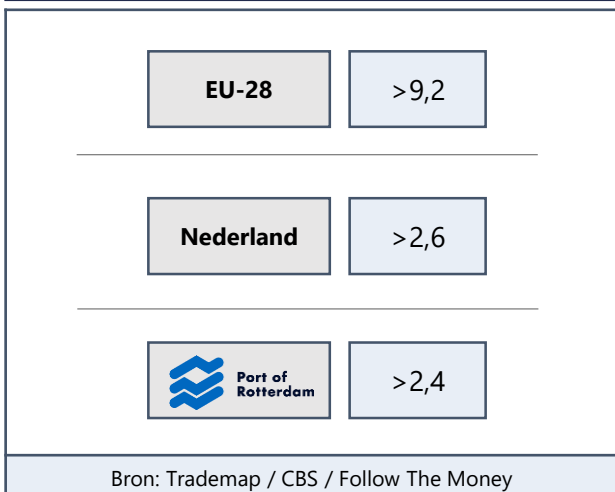 EU-28 >9,2
Nederland >2,6
Port of
Rotterdam >2,4
Bron: Trademap / CBS / Follow The Money